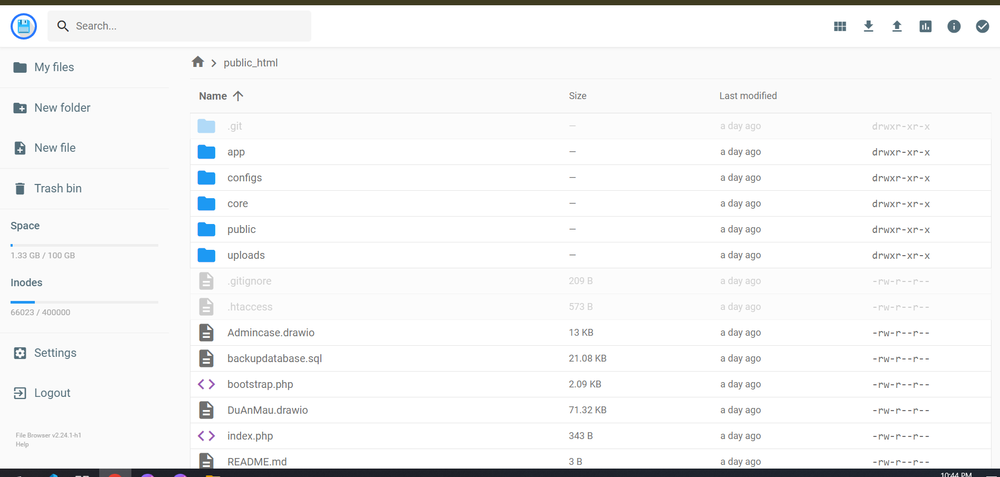 Search...
My files
New folder
New file
Trash bin
Space
1.33 GB / 100 GB
Inodes
66023 / 400000
Settings
Logout
File Browser v2.24.1-h1
Help
public_html
Name Size Last modified
.git — a day ago drwxr-xr-x
app — a day ago drwxr-xr-x
configs — a day ago drwxr-xr-x
core — a day ago drwxr-xr-x
public — a day ago drwxr-xr-x
uploads — a day ago drwxr-xr-x
.gitignore 209 B a day ago -rw-r--r--
.htaccess 573 B a day ago -rw-r--r--
Admincase.drawio 13 KB a day ago -rw-r--r--
backupdatabase.sql 21.08 KB a day ago -rw-r--r--
bootstrap.php 2.09 KB a day ago -rw-r--r--
DuAnMau.drawio 71.32 KB a day ago -rw-r--r--
index.php 343 B a day ago -rw-r--r--
README.md 3 B a day ago -rw-r--r--
10:44 PM